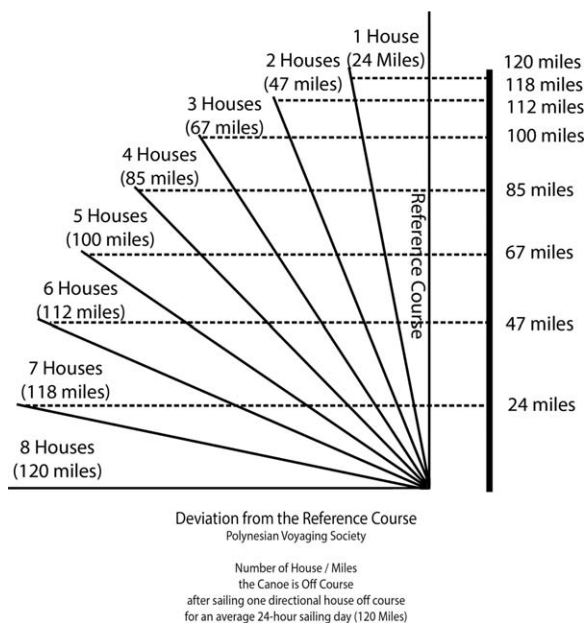 1 House
(24 Miles)
2 Houses
(47 miles)
3 Houses
(67 miles)
4 Houses
(85 miles)
5 Houses
(100 miles)
6 Houses
(112 miles)
7 Houses
(118 miles)
8 Houses
(120 miles)
Reference Course
120 miles
118 miles
112 miles
100 miles
85 miles
67 miles
47 miles
24 miles
Deviation from the Reference Course
Polynesian Voyaging Society
Number of House / Miles
the Canoe is Off Course
after sailing one directional house off course
for an average 24-hour sailing day (120 Miles)